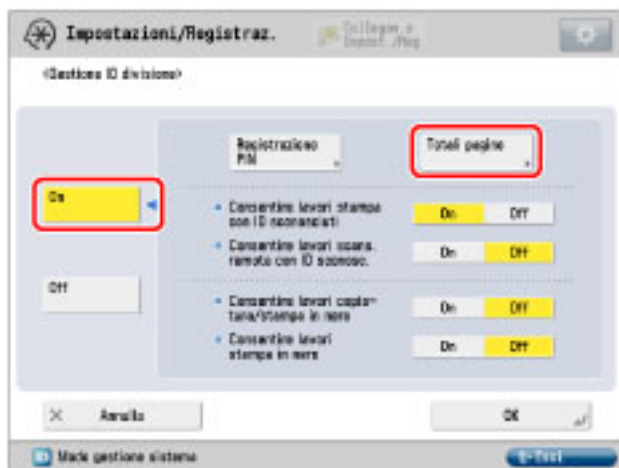 Impostazioni/Registraz.
<Gestione ID divisione>
Registrazione
PIN
Totali pagine
On
Consentire lavori stampa
con ID sconosciuti
On Off
Consentire lavori scans.
remota con ID sconosc.
On Off
Off
Consentire lavori copia-
tura/stampa in nero
On Off
Consentire lavori
stampa in nero
On Off
Annulla
OK
Modo gestione sistema